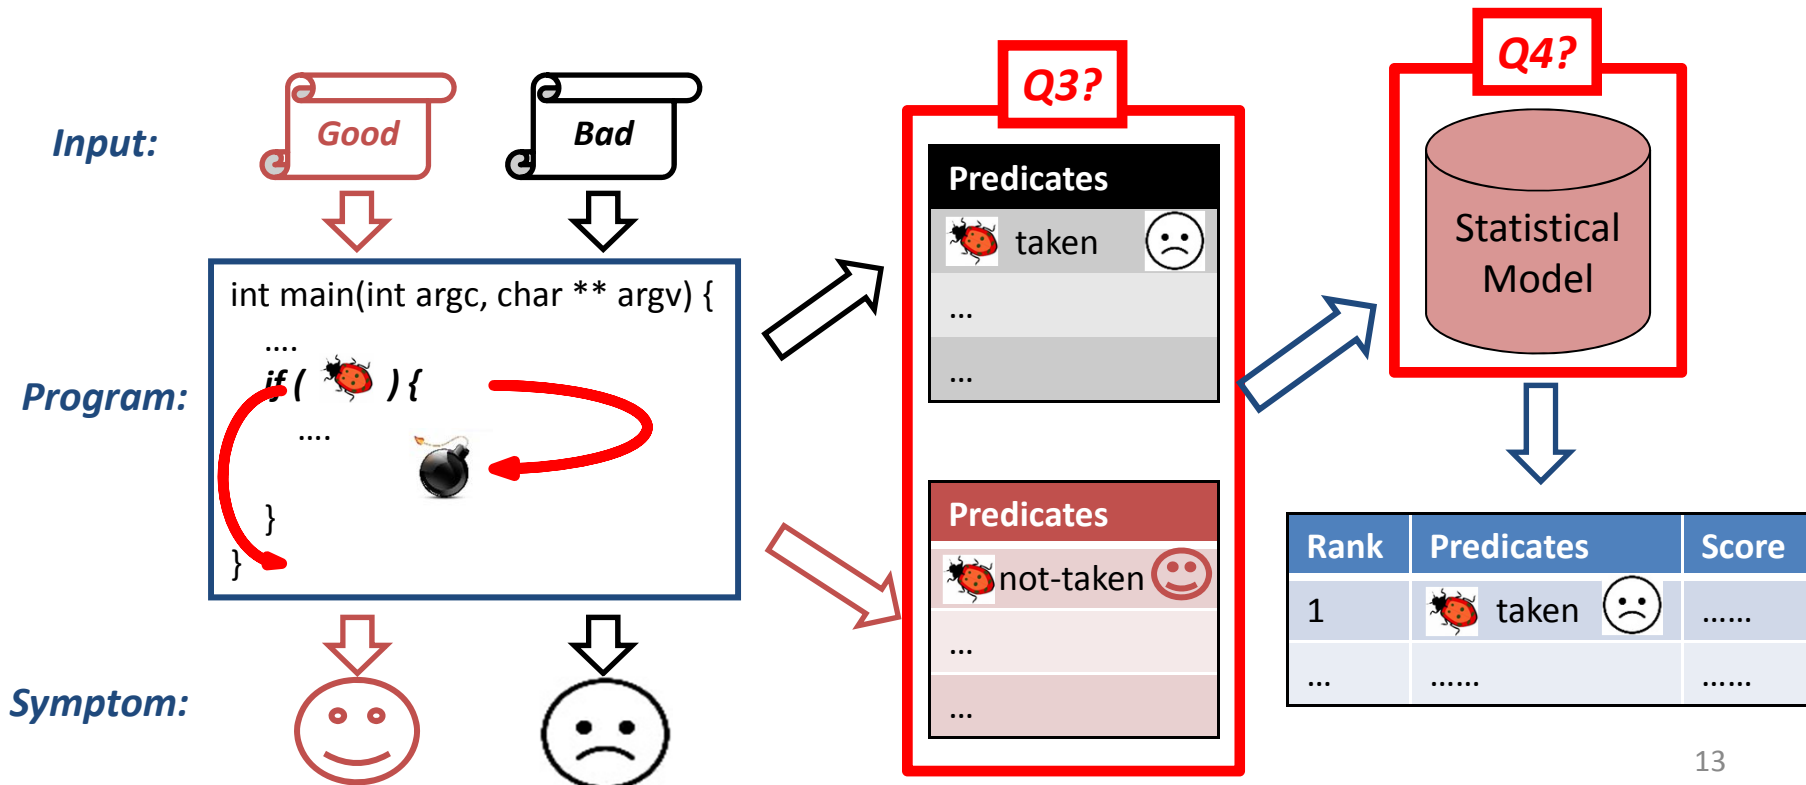 Q3?
Q4?
Input:
Good
Bad
Predicates
taken
...
...
Statistical
Model
int main(int argc, char ** argv) {
....
if ( ) {
....
}
}
Program:
Predicates
not-taken
...
...
Rank Predicates Score
1 taken ......
... ...... ......
Symptom:
13